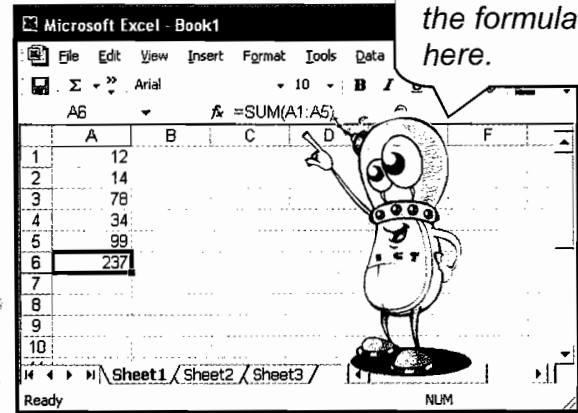 the formula
here.
Microsoft Excel - Book1
File Edit View Insert Format Tools Data
Σ Arial 10 B I
A6 fx =SUM(A1:A5)
A B C D F
1 12
2 14
3 78
4 34
5 99
6 237
7
8
9
10
Sheet1 Sheet2 Sheet3
Ready NUM